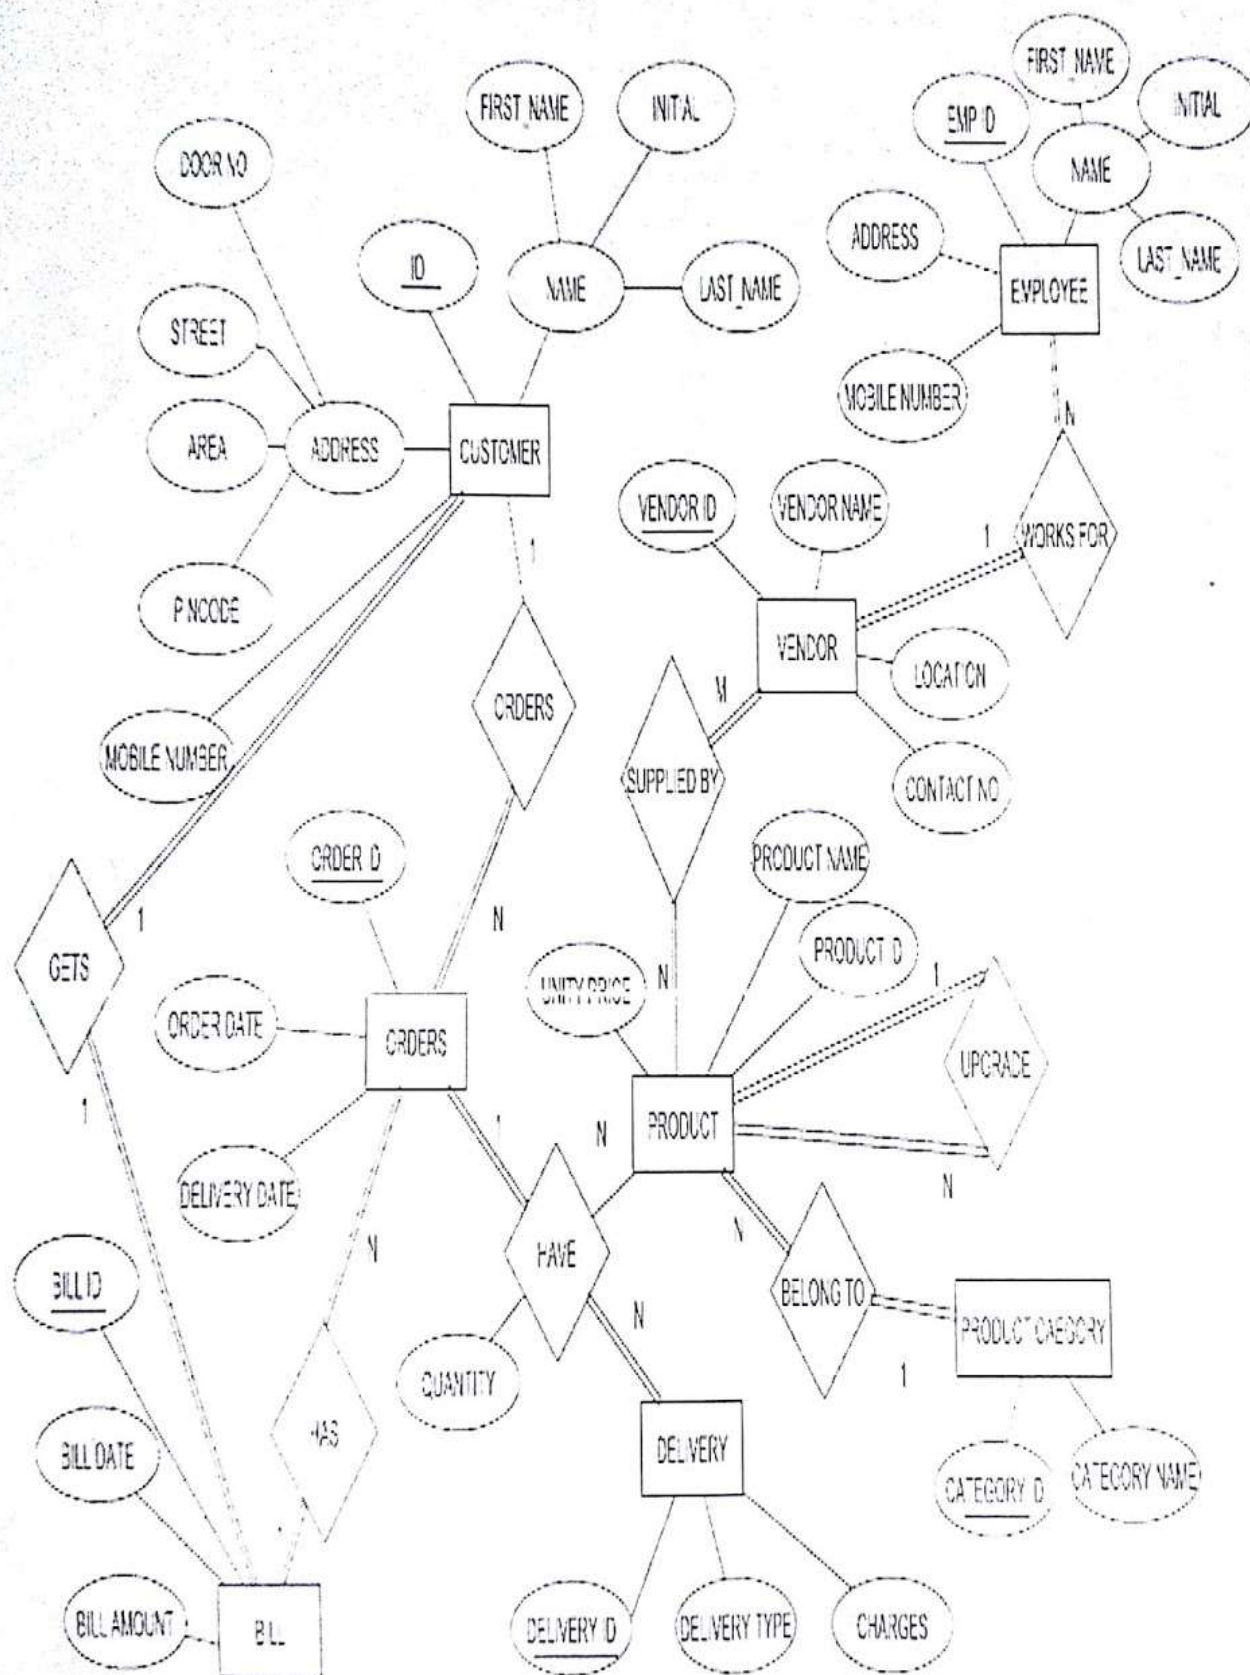 FIRST_NAME
FIRST_NAME
INITIAL
INITIAL
EMP ID
DOOR NO
NAME
ADDRESS
ID
NAME
LAST_NAME
LAST_NAME
EMPLOYEE
STREET
MOBILE NUMBER
N
AREA
ADDRESS
CUSTOMER
VENDOR ID
VENDOR NAME
1
1
WORKS FOR
PINCODE
VENDOR
LOCATION
M
ORDERS
MOBILE NUMBER
SUPPLIED BY
CONTACT NO
ORDER ID
PRODUCT NAME
1
N
PRODUCT ID
GETS
N
UNITY PRICE
1
ORDER DATE
ORDERS
UPGRADE
1
1
N
PRODUCT
DELIVERY DATE
N
N
N
HAVE
BILL ID
BELONG TO
N
PRODUCT CAEGORY
1
QUANTITY
HAS
BILL DATE
DELIVERY
CATEGORY ID
CATEGORY NAME
BILL AMOUNT
BILL
DELIVERY ID
DELIVERY TYPE
CHARGES